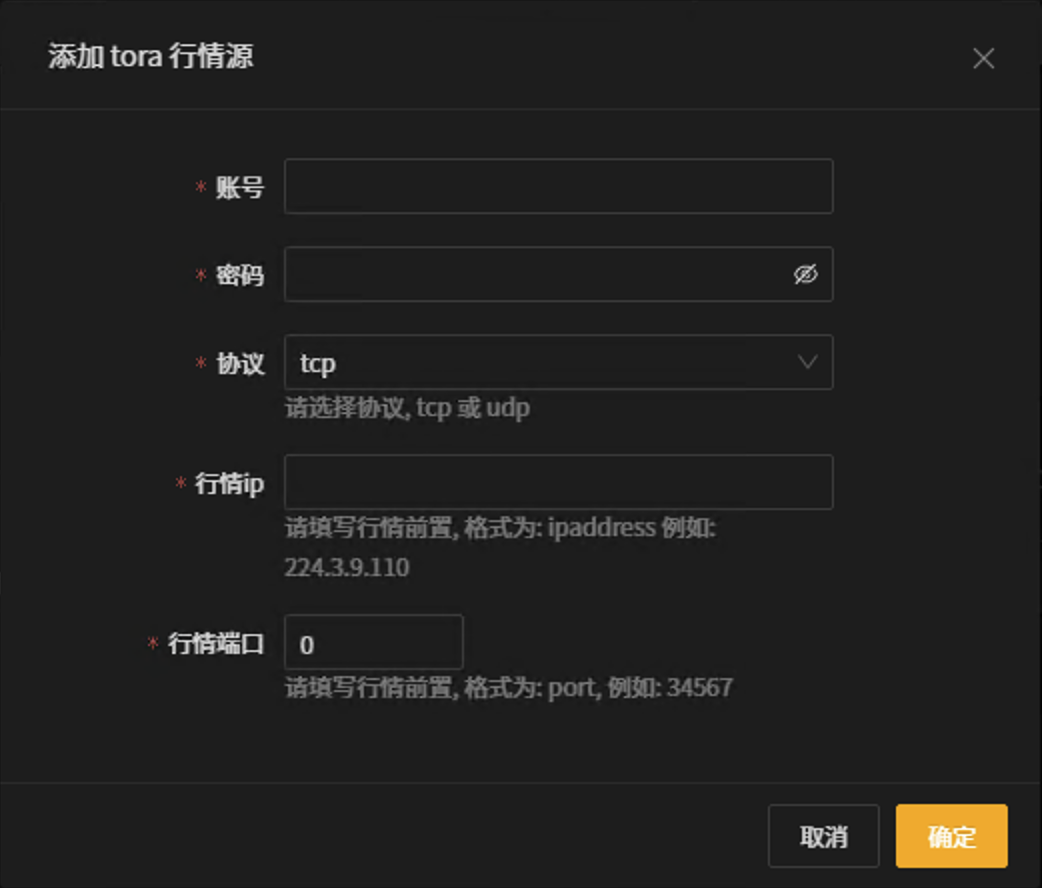 添加 tora 行情源
* 账号
* 密码
* 协议 tcp
请选择协议, tcp 或 udp
* 行情ip
请填写行情前置, 格式为: ipaddress 例如:
224.3.9.110
* 行情端口 0
请填写行情前置, 格式为: port, 例如: 34567
取消 确定